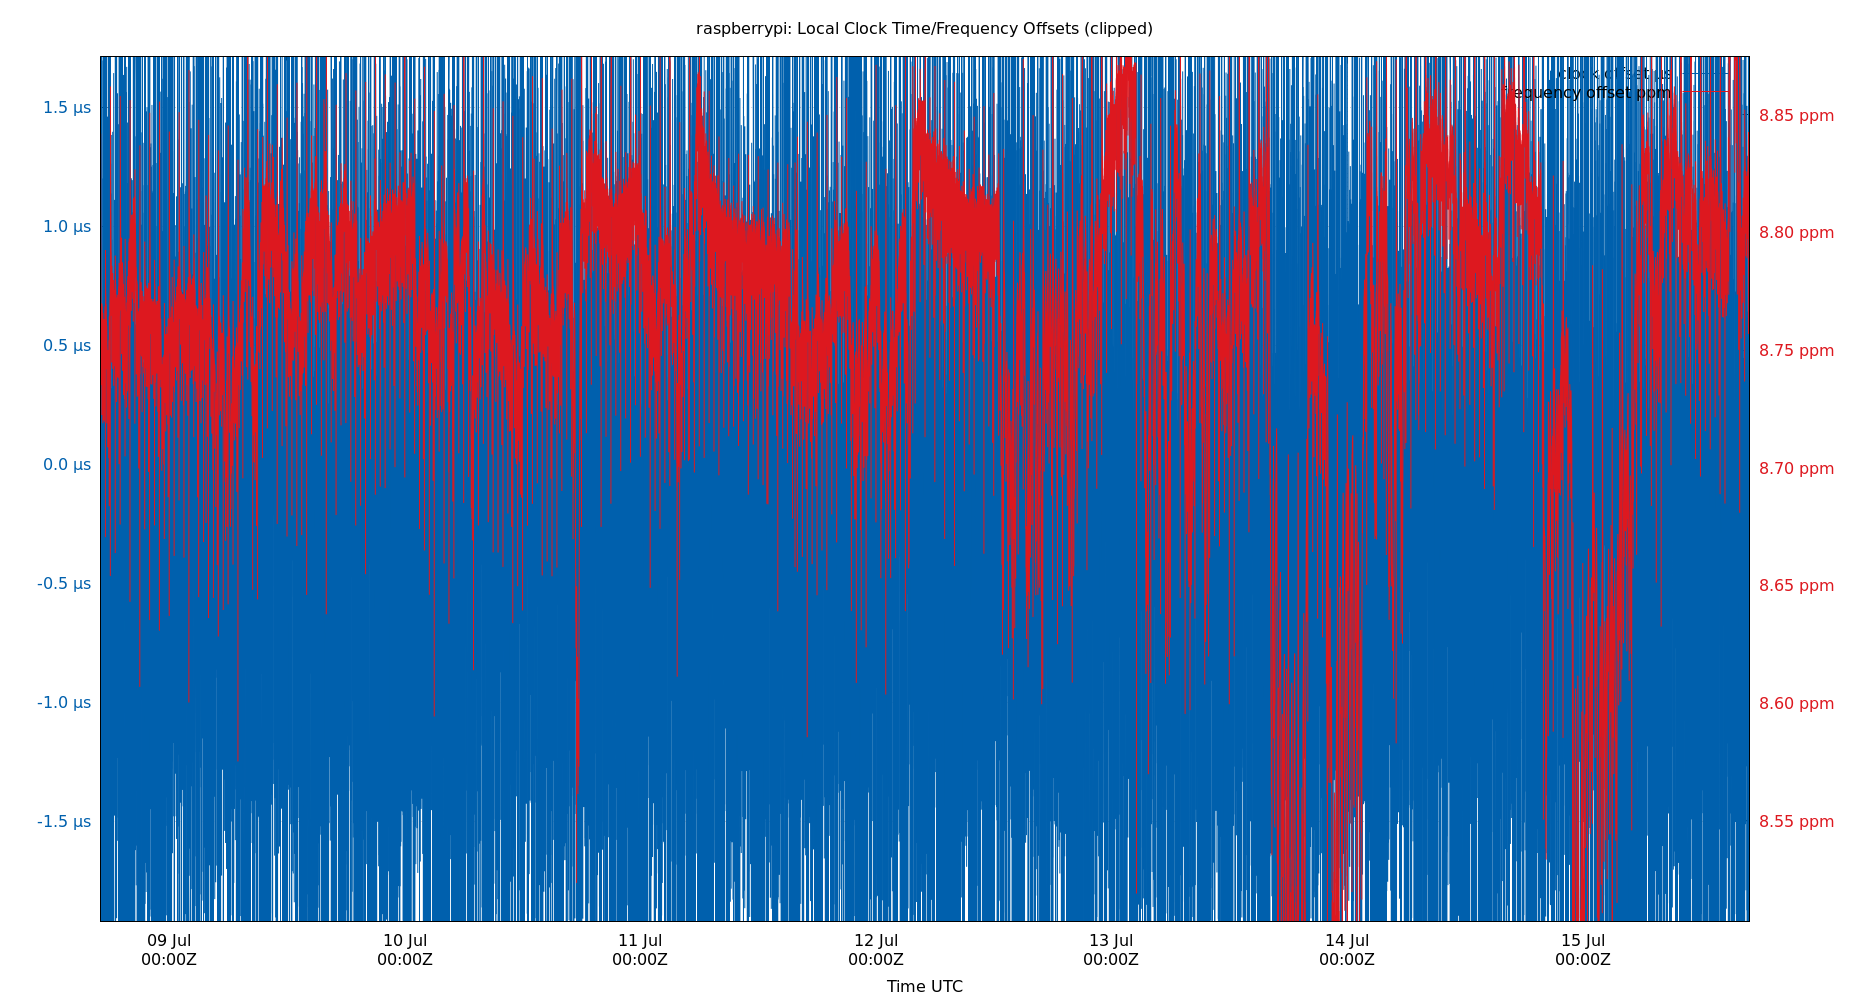 raspberrypi: Local Clock Time/Frequency Offsets (clipped)
clock offset µs
frequency offset ppm
1.5 µs
1.0 µs
0.5 µs
0.0 µs
-0.5 µs
-1.0 µs
-1.5 µs
8.85 ppm
8.80 ppm
8.75 ppm
8.70 ppm
8.65 ppm
8.60 ppm
8.55 ppm
09 Jul 10 Jul 11 Jul 12 Jul 13 Jul 14 Jul 15 Jul
00:00Z 00:00Z 00:00Z 00:00Z 00:00Z 00:00Z 00:00Z
Time UTC